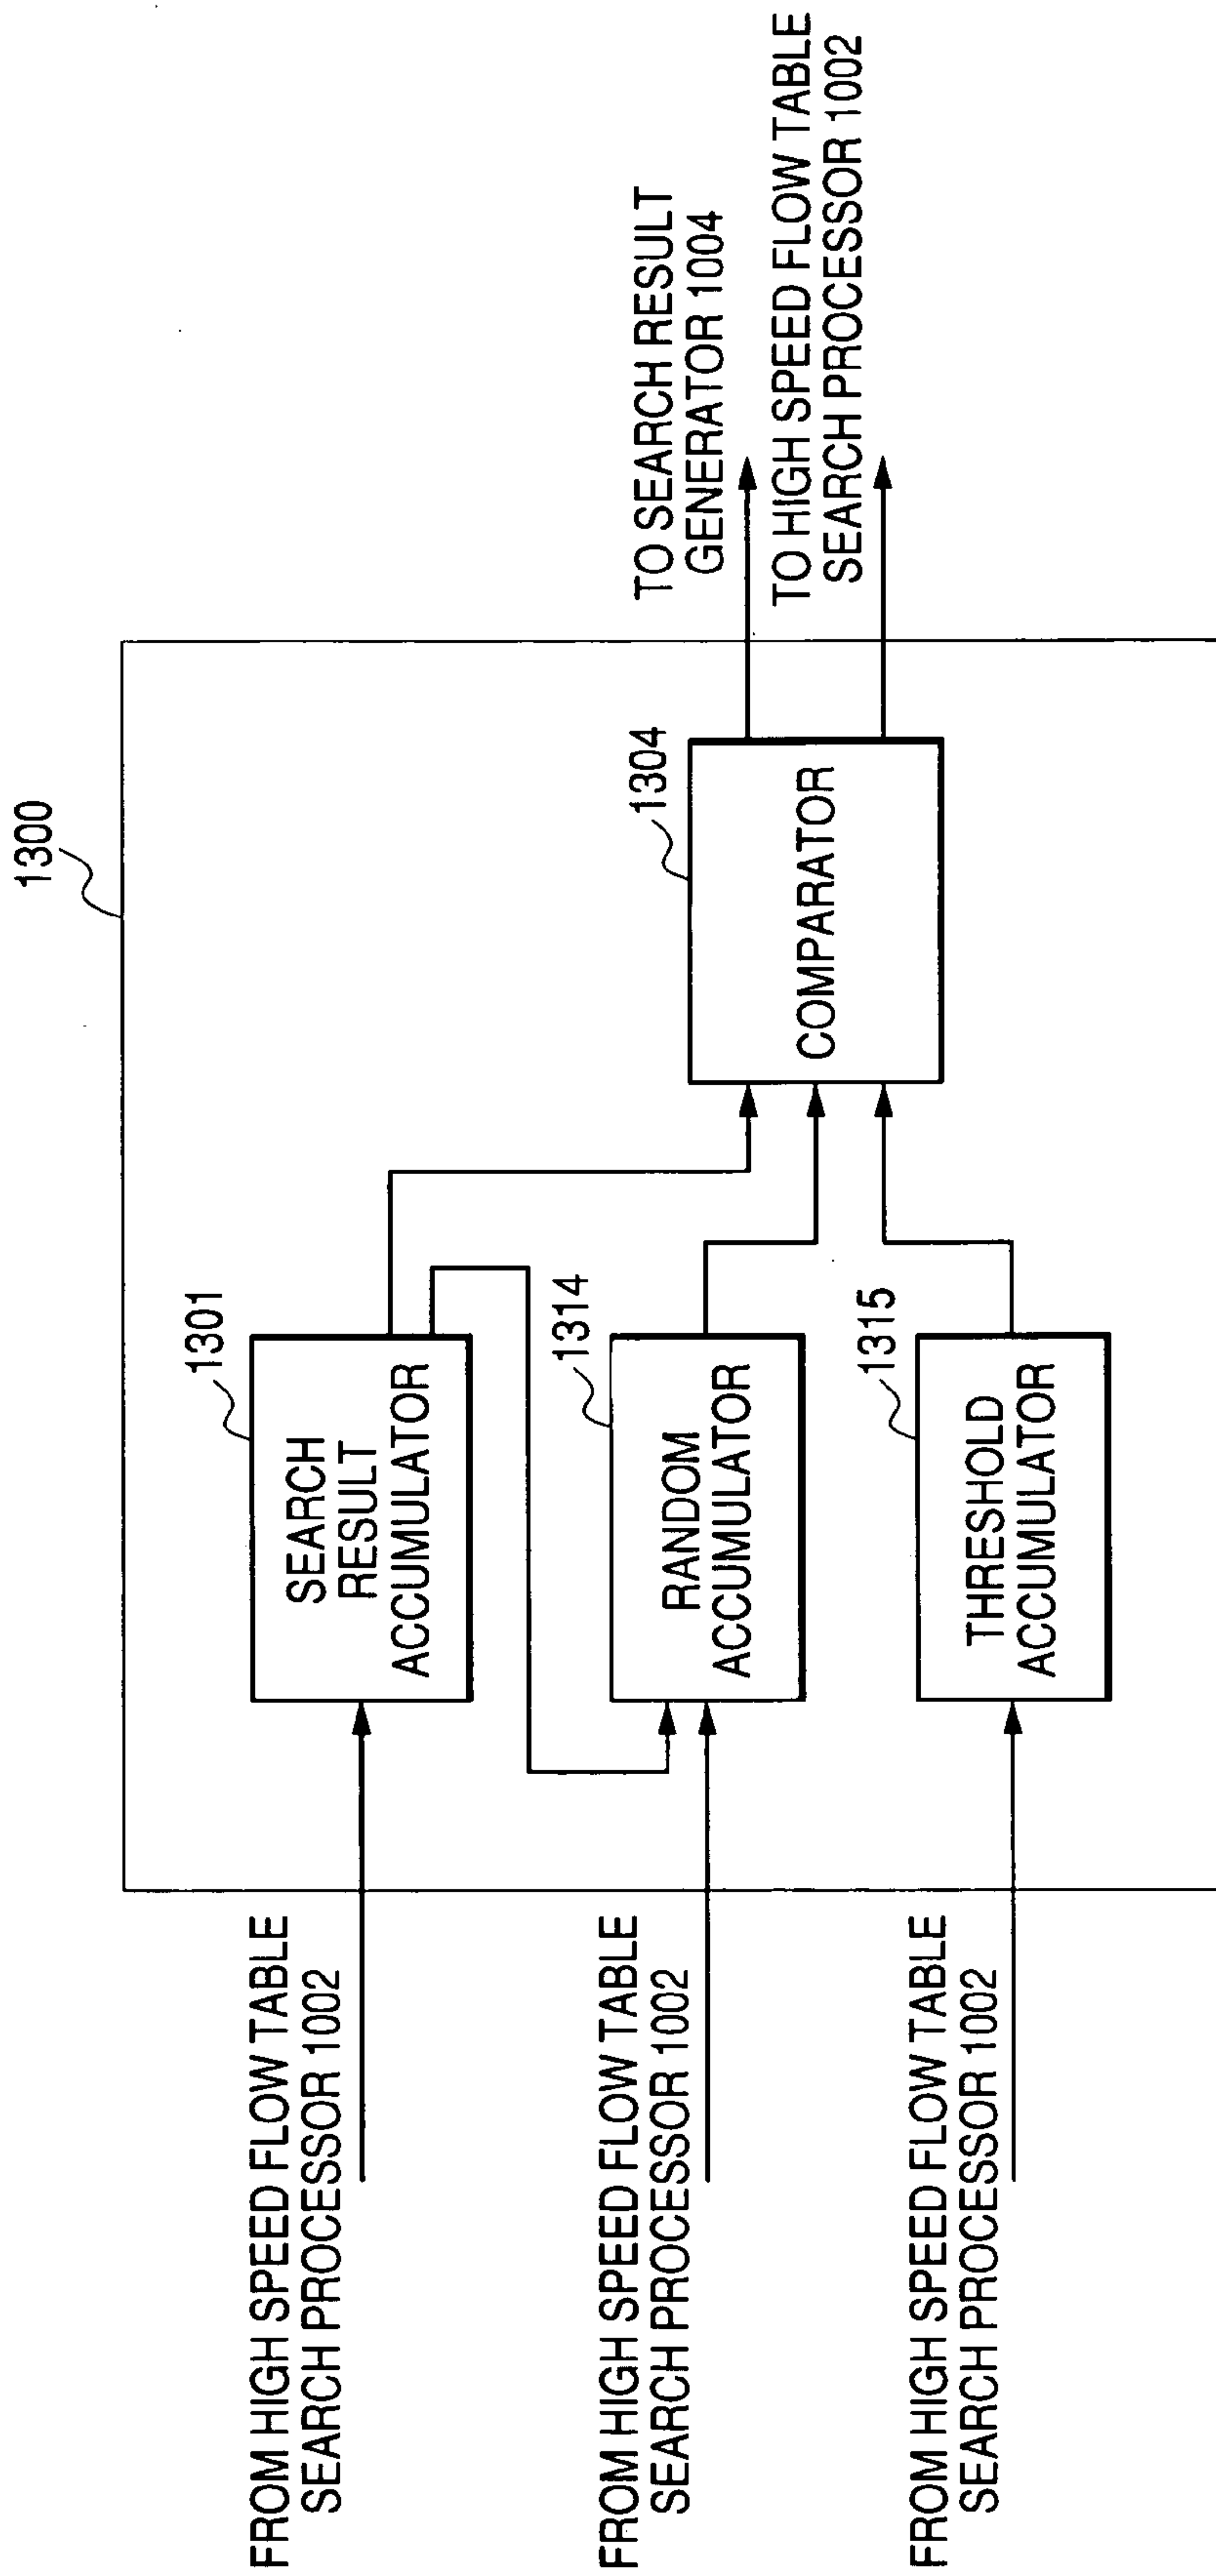 1300
FROM HIGH SPEED FLOW TABLE
SEARCH PROCESSOR 1002
1301
SEARCH
RESULT
ACCUMULATOR
FROM HIGH SPEED FLOW TABLE
SEARCH PROCESSOR 1002
1314
RANDOM
ACCUMULATOR
FROM HIGH SPEED FLOW TABLE
SEARCH PROCESSOR 1002
1315
THRESHOLD
ACCUMULATOR
1304
COMPARATOR
TO SEARCH RESULT
GENERATOR 1004
TO HIGH SPEED FLOW TABLE
SEARCH PROCESSOR 1002